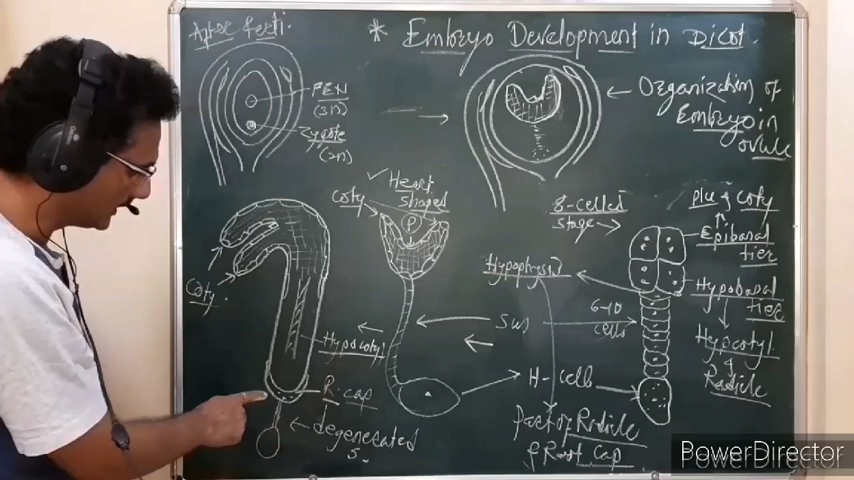 After ferti.
* Embryo Development in Dicot.
PEN
(3n)
Zygote
(2n)
Organization of
Embryo in
ovule
✓ Heart
shaped
Coty
P
8-celled
stage →
plu & Coty
Epibasal
tier
Hypophysis
Hypobasal
tier
Coty.
6-10
cells
Sus
Hypocotyl
Hypocotyl
&
Radicle
R. cap
H-cell
degenerated
S.
part of Radicle
& Root cap
PowerDirector